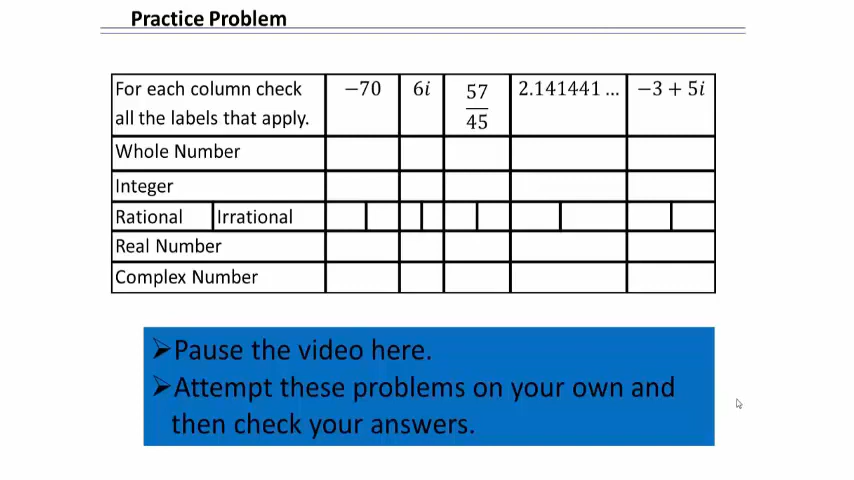 Practice Problem
For each column check all the labels that apply. −70 6𝑖 57/45 2.141441 ... −3 + 5𝑖
Whole Number
Integer
Rational Irrational
Real Number
Complex Number
➢Pause the video here.
➢Attempt these problems on your own and
then check your answers.